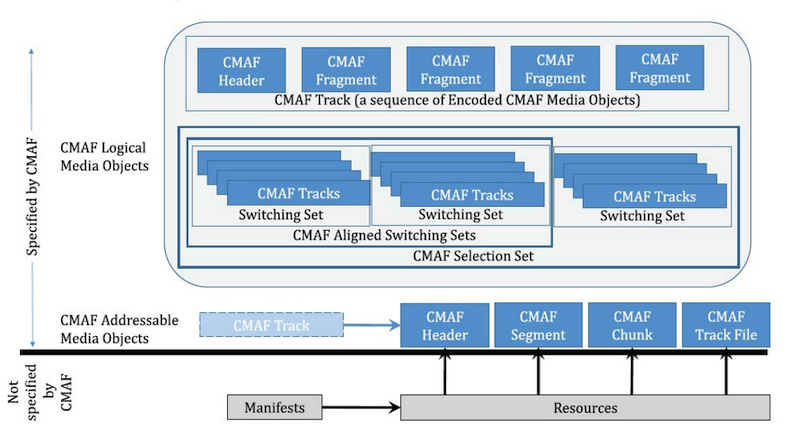 CMAF
Header
CMAF
Fragment
CMAF
Fragment
CMAF
Fragment
CMAF
Fragment
CMAF Track (a sequence of Encoded CMAF Media Objects)
Specified by CMAF
CMAF Logical
Media Objects
CMAF Tracks
Switching Set
CMAF Tracks
Switching Set
CMAF Tracks
Switching Set
CMAF Aligned Switching Sets
CMAF Selection Set
CMAF Addressable
Media Objects
CMAF Track
CMAF
Header
CMAF
Segment
CMAF
Chunk
CMAF
Track File
Not
specified
by
CMAF
Manifests
Resources